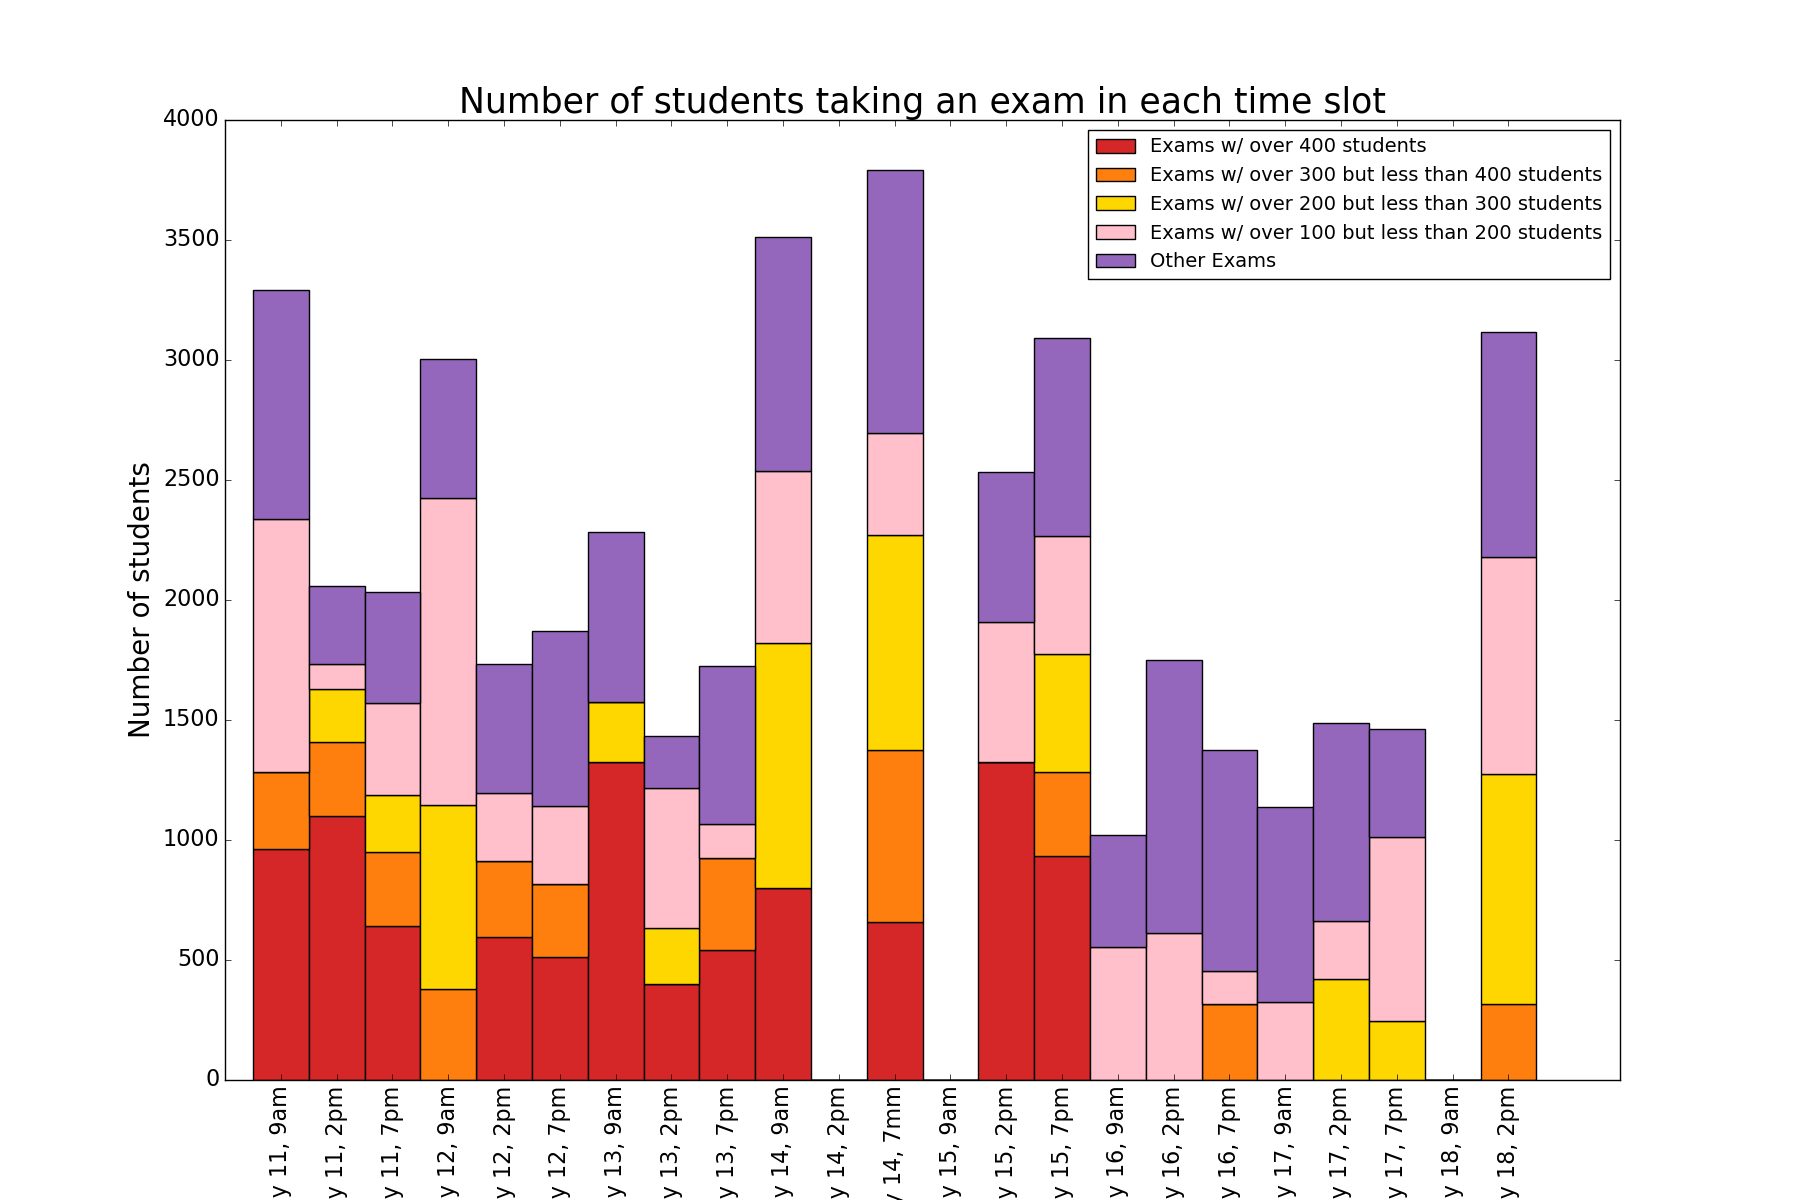 Number of students taking an exam in each time slot
Number of students
4000
3500
3000
2500
2000
1500
1000
500
0
Exams w/ over 400 students
Exams w/ over 300 but less than 400 students
Exams w/ over 200 but less than 300 students
Exams w/ over 100 but less than 200 students
Other Exams
y 11, 9am
y 11, 2pm
y 11, 7pm
y 12, 9am
y 12, 2pm
y 12, 7pm
y 13, 9am
y 13, 2pm
y 13, 7pm
y 14, 9am
y 14, 2pm
y 14, 7mm
y 15, 9am
y 15, 2pm
y 15, 7pm
y 16, 9am
y 16, 2pm
y 16, 7pm
y 17, 9am
y 17, 2pm
y 17, 7pm
y 18, 9am
y 18, 2pm